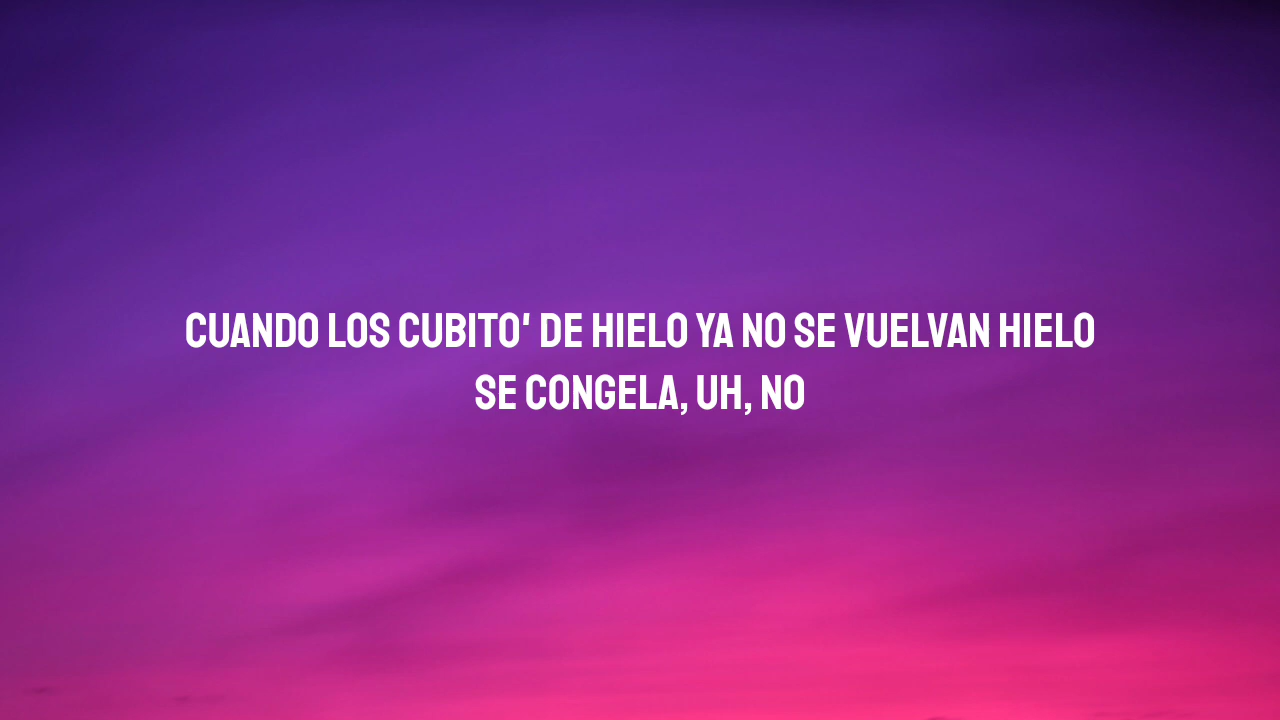 CUANDO LOS CUBITO' DE HIELO YA NO SE VUELVAN HIELO
SE CONGELA, UH, NO